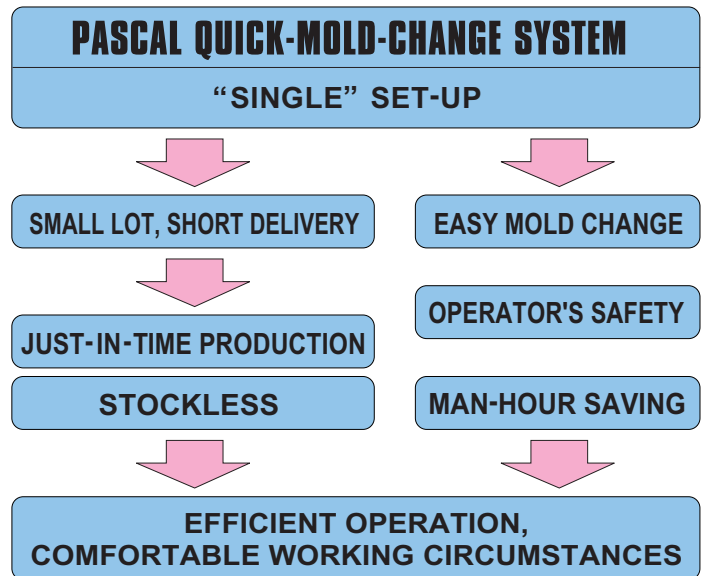 PASCAL QUICK-MOLD-CHANGE SYSTEM
“SINGLE” SET-UP
SMALL LOT, SHORT DELIVERY
JUST-IN-TIME PRODUCTION
STOCKLESS
EASY MOLD CHANGE
OPERATOR'S SAFETY
MAN-HOUR SAVING
EFFICIENT OPERATION,
COMFORTABLE WORKING CIRCUMSTANCES